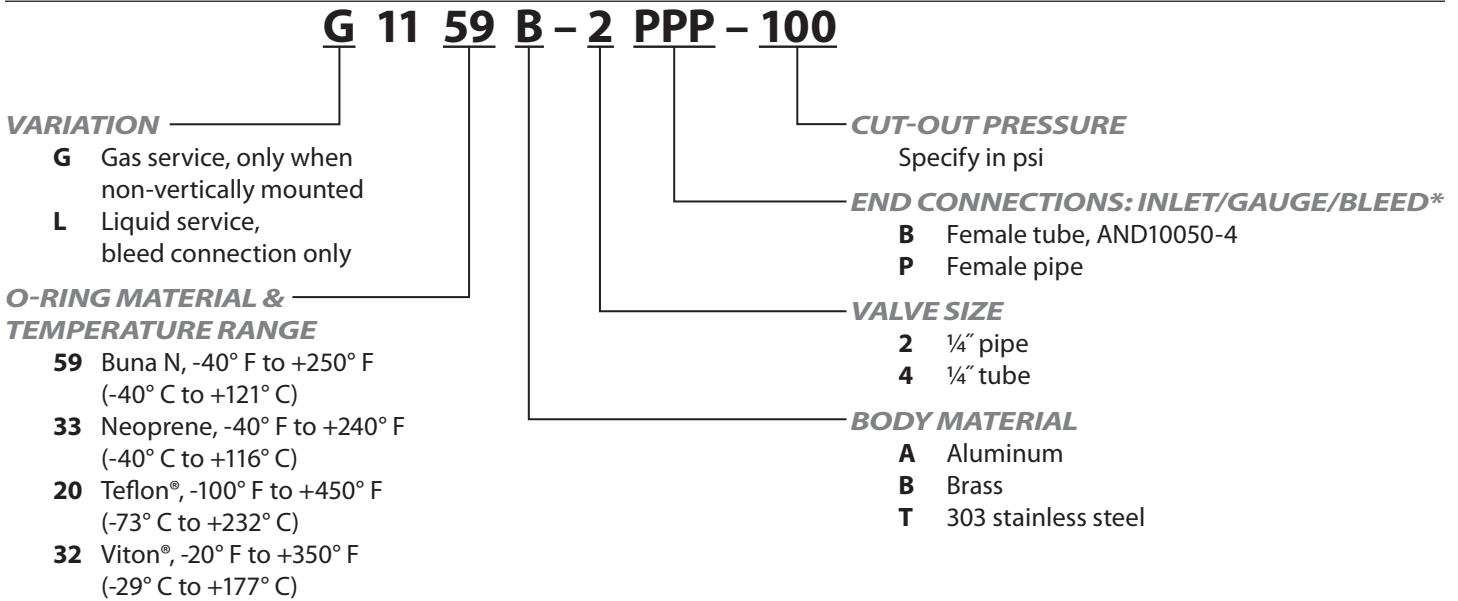 G 11 59 B – 2 PPP – 100
VARIATION
G Gas service, only when
non-vertically mounted
L Liquid service,
bleed connection only
O-RING MATERIAL &
TEMPERATURE RANGE
59 Buna N, -40° F to +250° F
(-40° C to +121° C)
33 Neoprene, -40° F to +240° F
(-40° C to +116° C)
20 Teflon®, -100° F to +450° F
(-73° C to +232° C)
32 Viton®, -20° F to +350° F
(-29° C to +177° C)
CUT-OUT PRESSURE
Specify in psi
END CONNECTIONS: INLET/GAUGE/BLEED*
B Female tube, AND10050-4
P Female pipe
VALVE SIZE
2 ¼˝ pipe
4 ¼˝ tube
BODY MATERIAL
A Aluminum
B Brass
T 303 stainless steel